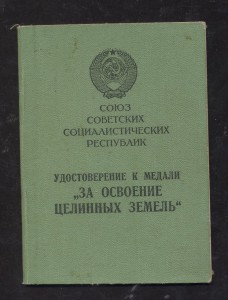 СОЮЗ
СОВЕТСКИХ
СОЦИАЛИСТИЧЕСКИХ
РЕСПУБЛИК
УДОСТОВЕРЕНИЕ К МЕДАЛИ
„ЗА ОСВОЕНИЕ
ЦЕЛИННЫХ ЗЕМЕЛЬ“